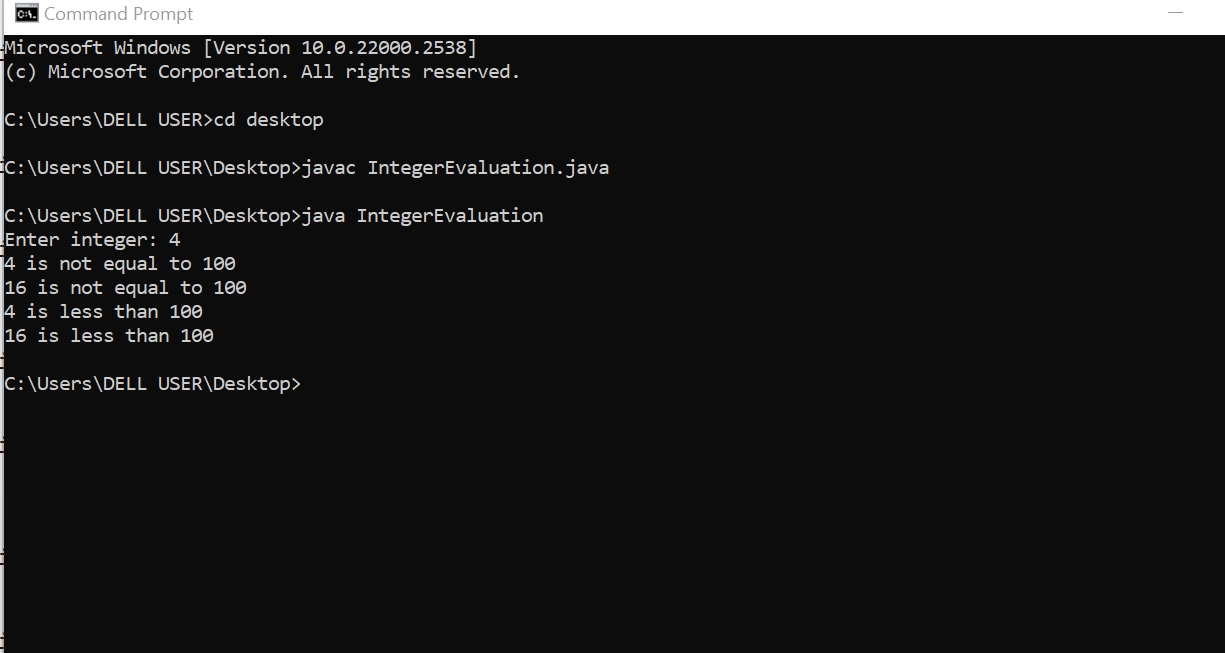 Command Prompt
Microsoft Windows [Version 10.0.22000.2538]
(c) Microsoft Corporation. All rights reserved.
C:\Users\DELL USER>cd desktop
C:\Users\DELL USER\Desktop>javac IntegerEvaluation.java
C:\Users\DELL USER\Desktop>java IntegerEvaluation
Enter integer: 4
4 is not equal to 100
16 is not equal to 100
4 is less than 100
16 is less than 100
C:\Users\DELL USER\Desktop>